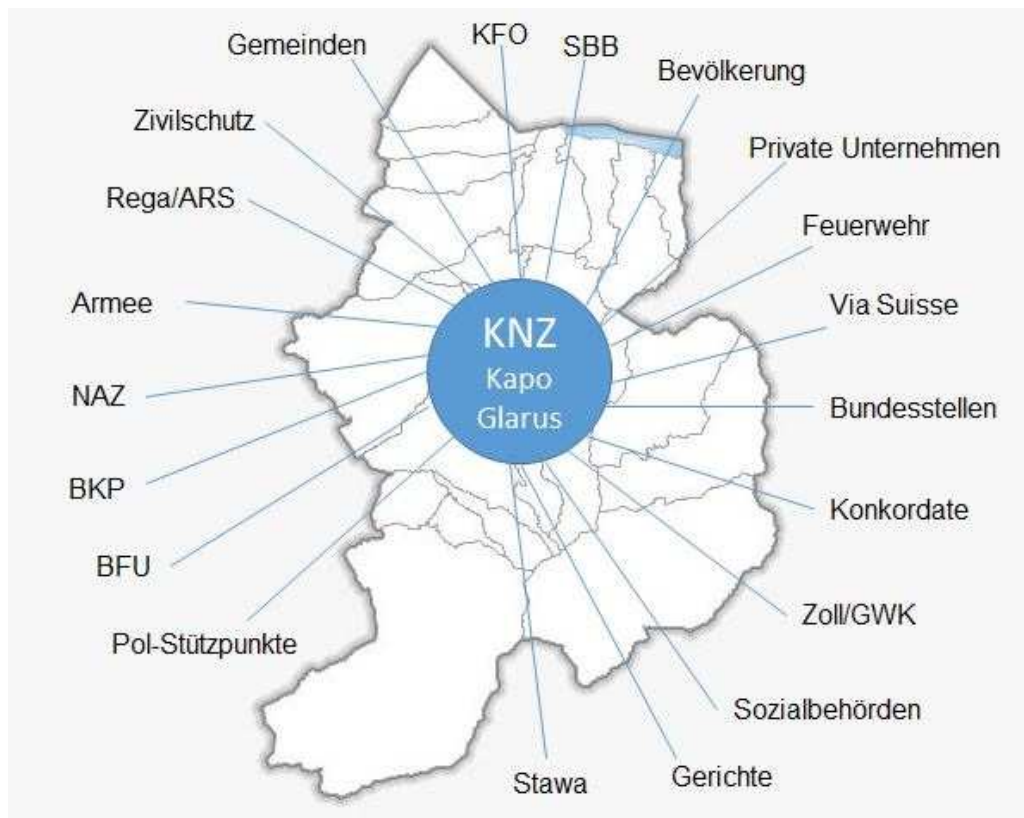 KFO
SBB
Gemeinden
Bevölkerung
Zivilschutz
Private Unternehmen
Rega/ARS
Feuerwehr
Armee
Via Suisse
KNZ
Kapo
Glarus
NAZ
Bundesstellen
BKP
Konkordate
BFU
Zoll/GWK
Pol-Stützpunkte
Sozialbehörden
Stawa
Gerichte